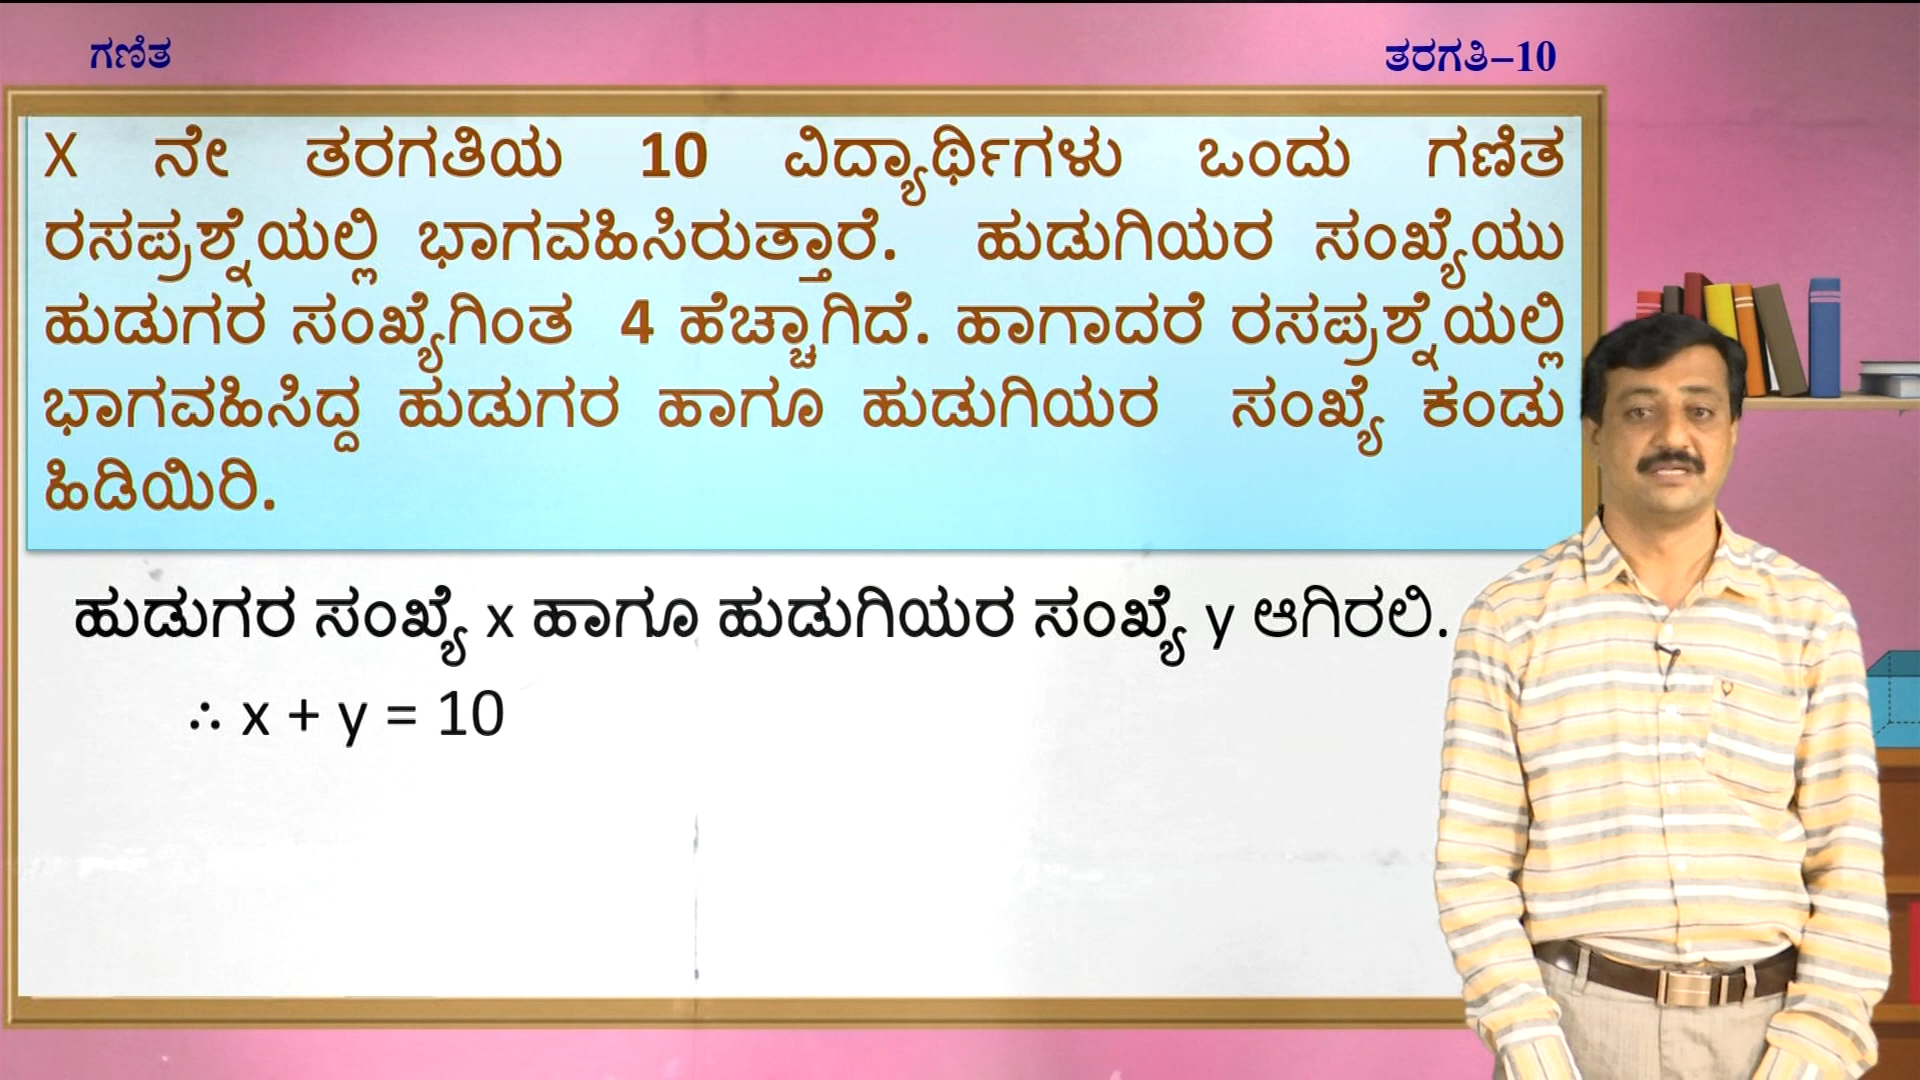 ಗಣಿತ
ತರಗತಿ–10
X ನೇ ತರಗತಿಯ 10 ವಿದ್ಯಾರ್ಥಿಗಳು ಒಂದು ಗಣಿತ
ರಸಪ್ರಶ್ನೆಯಲ್ಲಿ ಭಾಗವಹಿಸಿರುತ್ತಾರೆ. ಹುಡುಗಿಯರ ಸಂಖ್ಯೆಯು
ಹುಡುಗರ ಸಂಖ್ಯೆಗಿಂತ 4 ಹೆಚ್ಚಾಗಿದೆ. ಹಾಗಾದರೆ ರಸಪ್ರಶ್ನೆಯಲ್ಲಿ
ಭಾಗವಹಿಸಿದ್ದ ಹುಡುಗರ ಹಾಗೂ ಹುಡುಗಿಯರ ಸಂಖ್ಯೆ ಕಂಡು
ಹಿಡಿಯಿರಿ.
ಹುಡುಗರ ಸಂಖ್ಯೆ x ಹಾಗೂ ಹುಡುಗಿಯರ ಸಂಖ್ಯೆ y ಆಗಿರಲಿ.
∴ x + y = 10